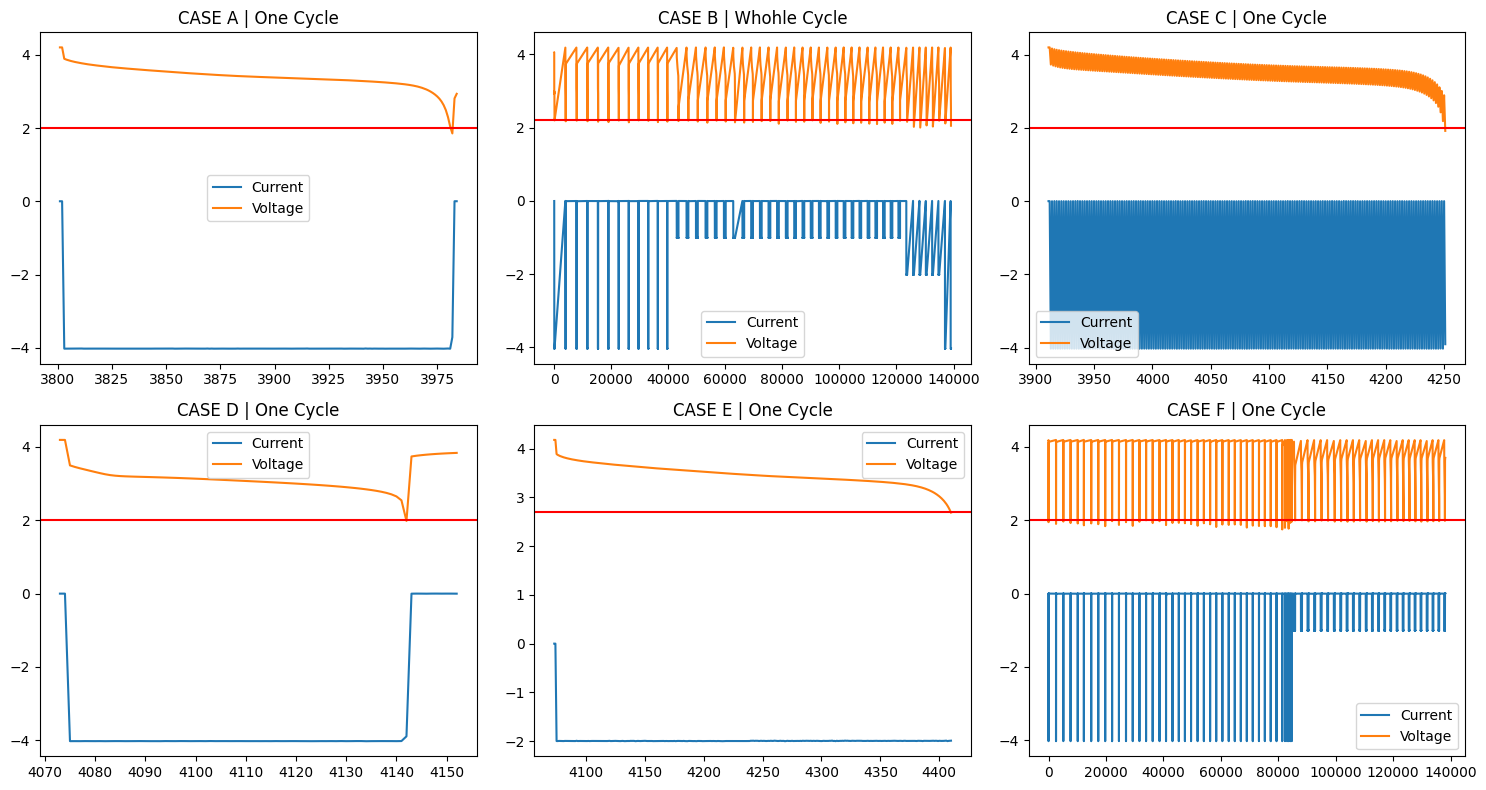 CASE A | One Cycle
4
2
0
−2
−4
Current
Voltage
3800 3825 3850 3875 3900 3925 3950 3975
CASE B | Whohle Cycle
4
2
0
−2
−4
Current
Voltage
0 20000 40000 60000 80000 100000 120000 140000
CASE C | One Cycle
4
2
0
−2
−4
Current
Voltage
3900 3950 4000 4050 4100 4150 4200 4250
CASE D | One Cycle
4
2
0
−2
−4
Current
Voltage
4070 4080 4090 4100 4110 4120 4130 4140 4150
CASE E | One Cycle
4
3
2
1
0
−1
−2
Current
Voltage
4100 4150 4200 4250 4300 4350 4400
CASE F | One Cycle
4
2
0
−2
−4
Current
Voltage
0 20000 40000 60000 80000 100000 120000 140000